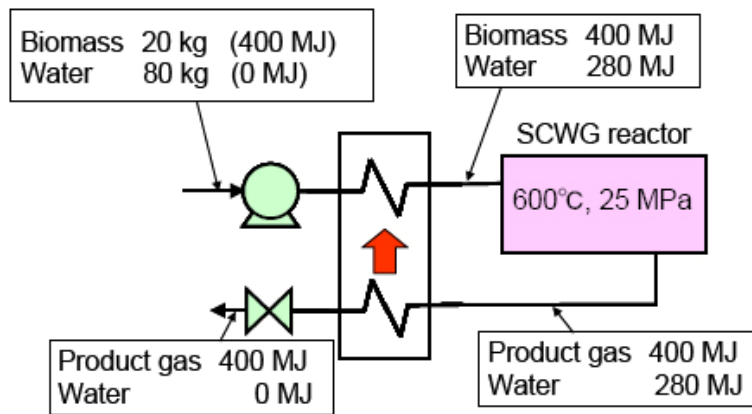 Biomass 20 kg (400 MJ)
Water 80 kg (0 MJ)
Biomass 400 MJ
Water 280 MJ
SCWG reactor
600℃, 25 MPa
Product gas 400 MJ
Water 0 MJ
Product gas 400 MJ
Water 280 MJ